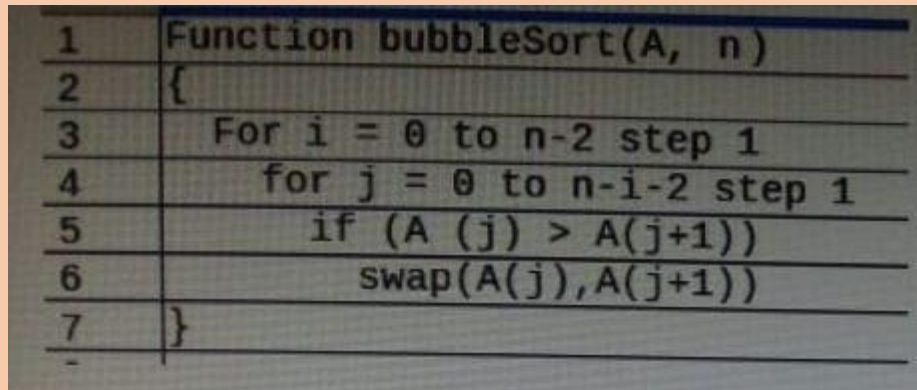 1 Function bubbleSort(A, n)
2 {
3 For i = 0 to n-2 step 1
4 for j = 0 to n-i-2 step 1
5 if (A (j) > A(j+1))
6 swap(A(j),A(j+1))
7 }